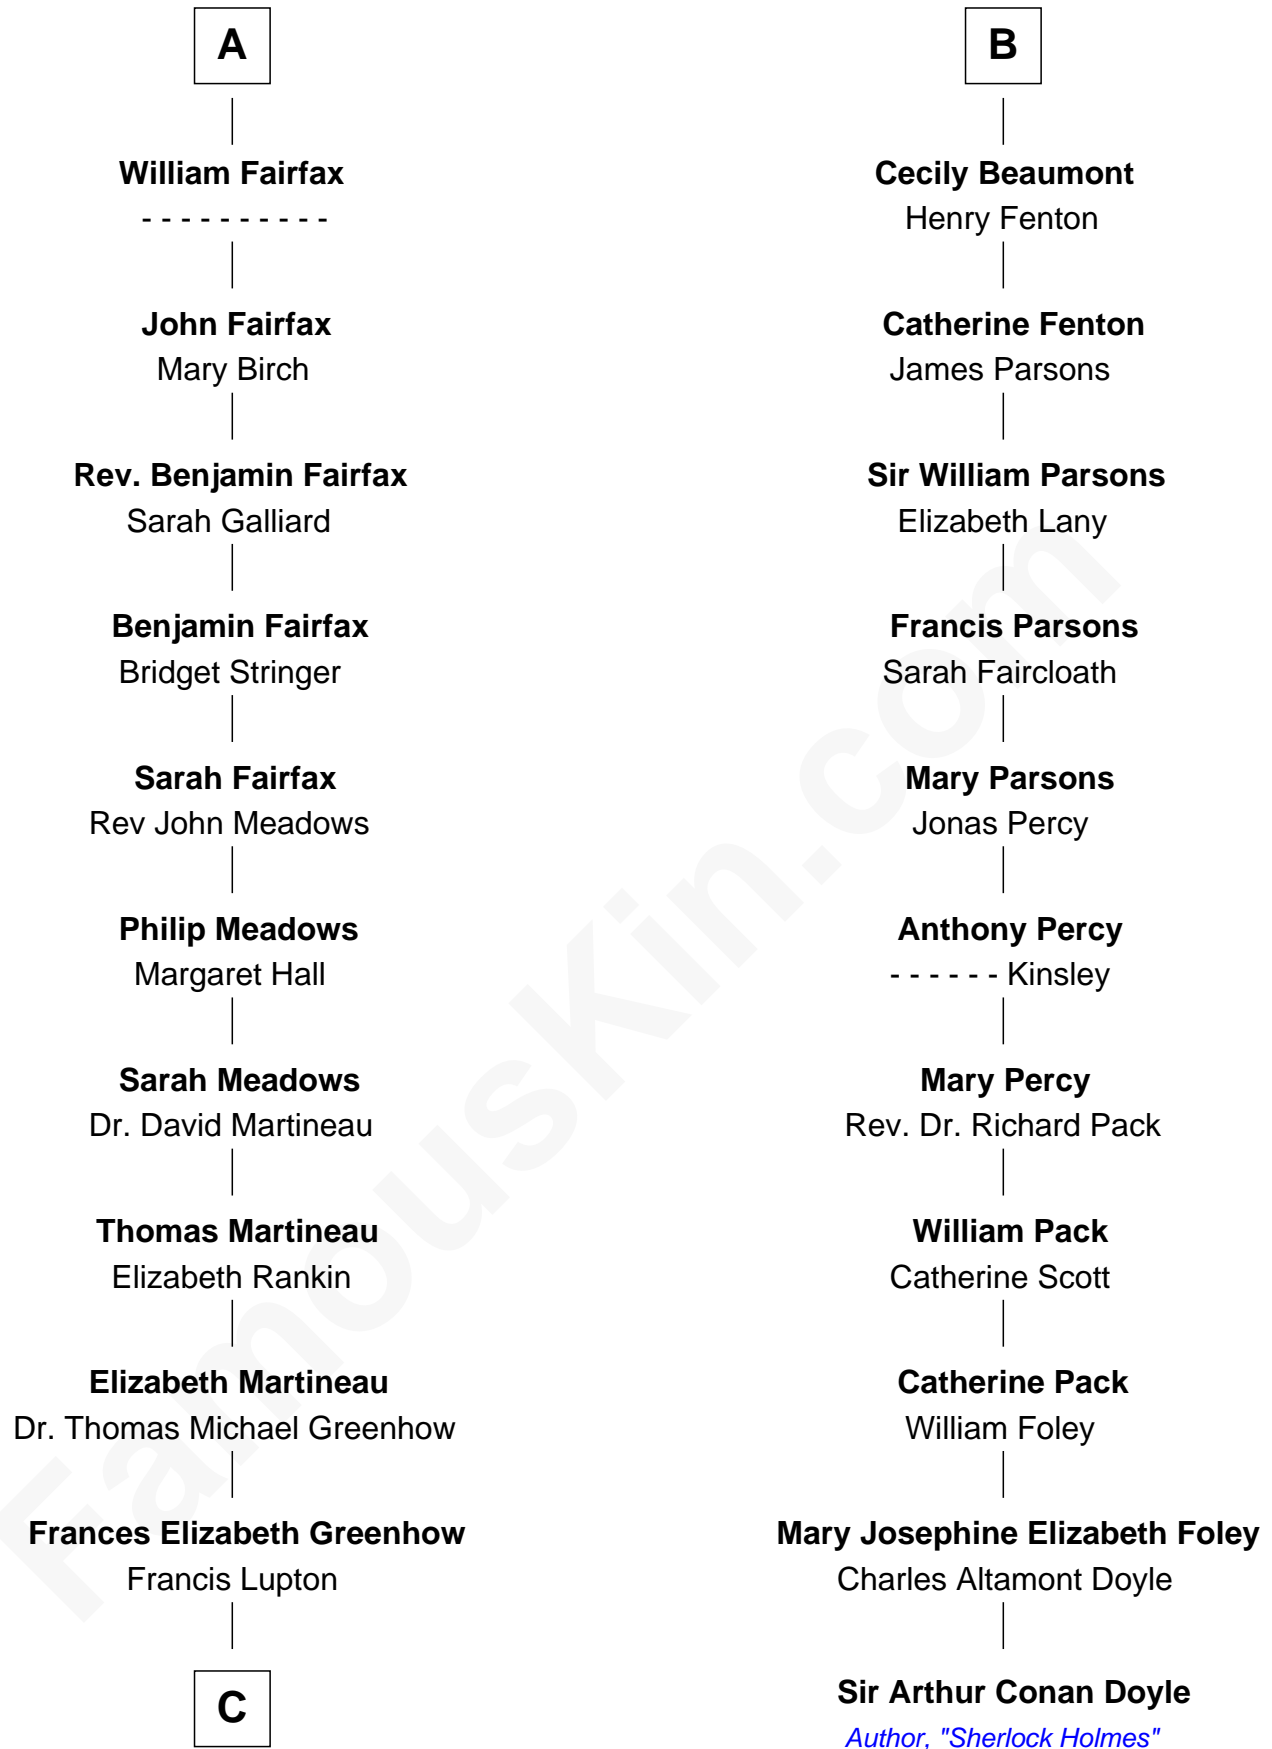 A
William Fairfax
- - - - - - - - - -
John Fairfax
Mary Birch
Rev. Benjamin Fairfax
Sarah Galliard
Benjamin Fairfax
Bridget Stringer
Sarah Fairfax
Rev John Meadows
Philip Meadows
Margaret Hall
Sarah Meadows
Dr. David Martineau
Thomas Martineau
Elizabeth Rankin
Elizabeth Martineau
Dr. Thomas Michael Greenhow
Frances Elizabeth Greenhow
Francis Lupton
C
B
Cecily Beaumont
Henry Fenton
Catherine Fenton
James Parsons
Sir William Parsons
Elizabeth Lany
Francis Parsons
Sarah Faircloath
Mary Parsons
Jonas Percy
Anthony Percy
- - - - - - Kinsley
Mary Percy
Rev. Dr. Richard Pack
William Pack
Catherine Scott
Catherine Pack
William Foley
Mary Josephine Elizabeth Foley
Charles Altamont Doyle
Sir Arthur Conan Doyle
Author, "Sherlock Holmes"
FamousKin.com